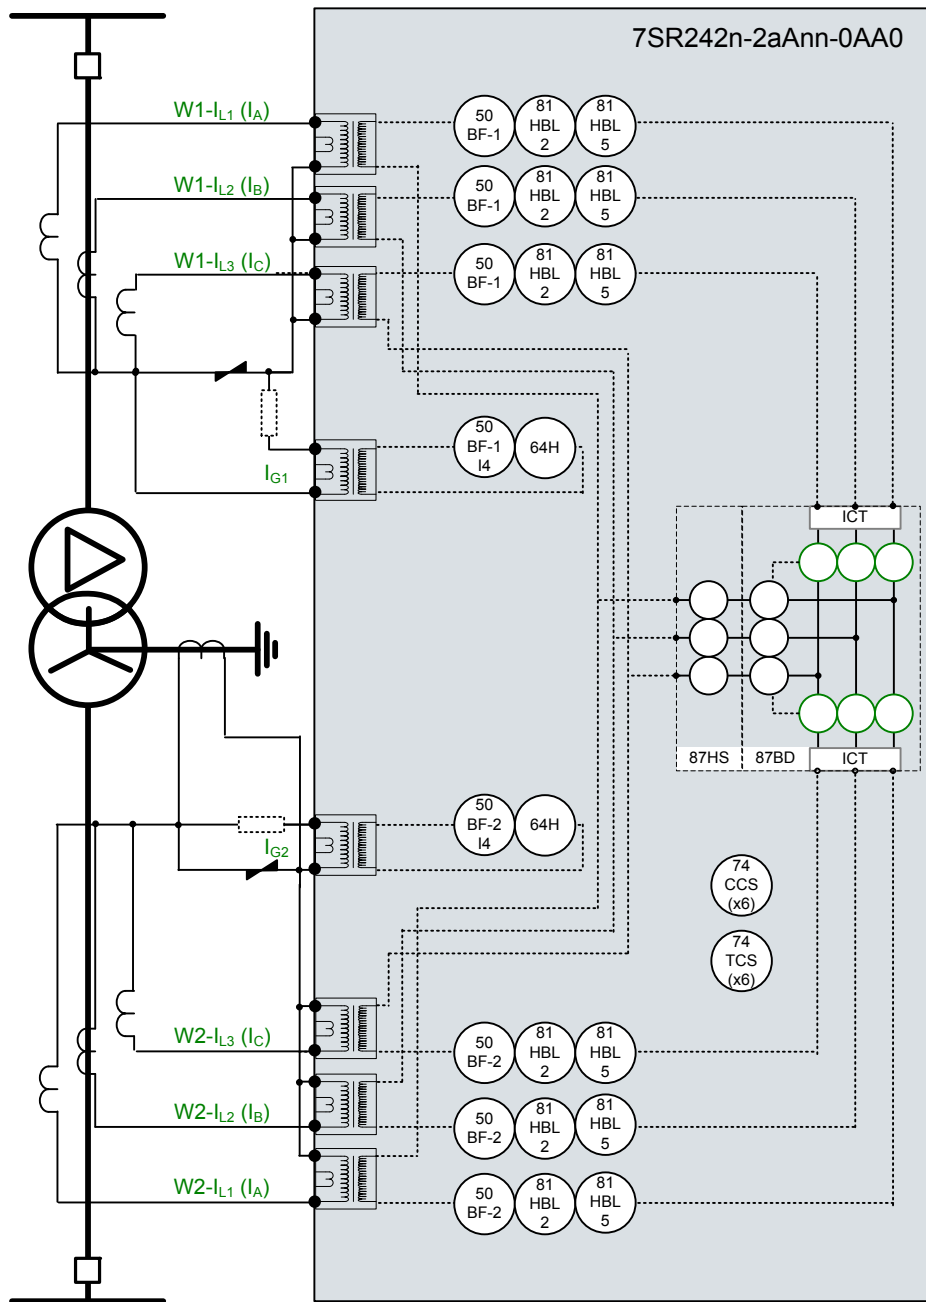 7SR242n-2aAnn-0AA0
W1-IL1 (IA)
50
BF-1
81
HBL
2
81
HBL
5
W1-IL2 (IB)
50
BF-1
81
HBL
2
81
HBL
5
W1-IL3 (IC)
50
BF-1
81
HBL
2
81
HBL
5
IG1
50
BF-1
I4
64H
ICT
87HS
87BD
ICT
IG2
50
BF-2
I4
64H
74
CCS
(x6)
74
TCS
(x6)
W2-IL3 (IC)
50
BF-2
81
HBL
2
81
HBL
5
W2-IL2 (IB)
50
BF-2
81
HBL
2
81
HBL
5
W2-IL1 (IA)
50
BF-2
81
HBL
2
81
HBL
5